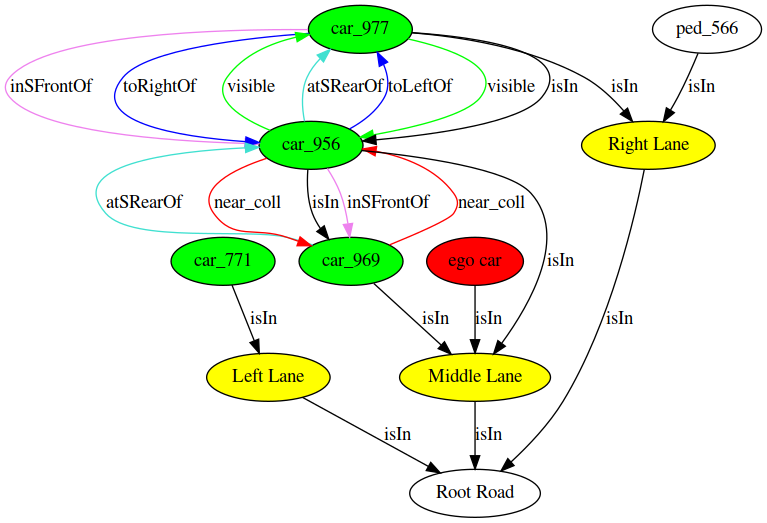 car_977
ped_566
inSFrontOf
toRightOf
visible
atSRearOf
toLeftOf
visible
isIn
isIn
isIn
car_956
Right Lane
atSRearOf
near_coll
isIn
inSFrontOf
near_coll
car_771
car_969
ego car
isIn
isIn
isIn
isIn
isIn
Left Lane
Middle Lane
isIn
isIn
Root Road